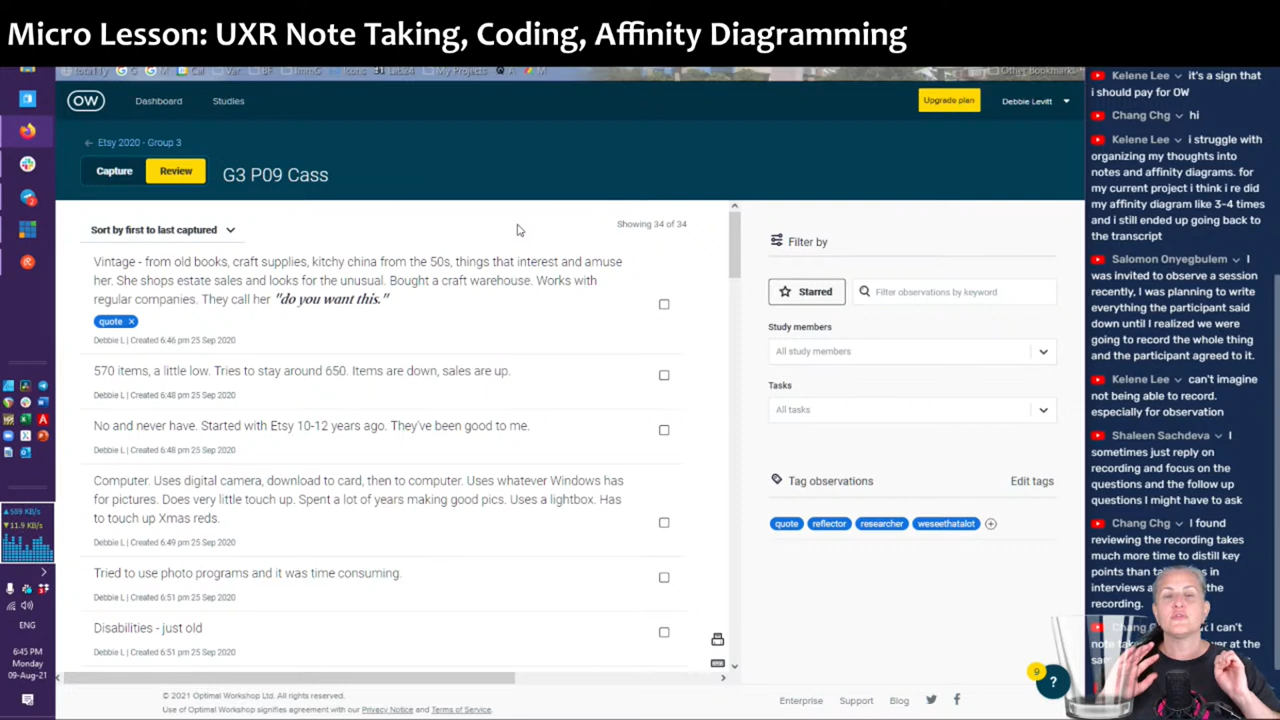 Micro Lesson: UXR Note Taking, Coding, Affinity Diagramming
Other Bookmarks
My Projects
OW
Dashboard
Studies
Upgrade plan
Debbie Levitt
Etsy 2020 - Group 3
Capture
Review
G3 P09 Cass
Sort by first to last captured
Showing 34 of 34
Vintage - from old books, craft supplies, kitchy china from the 50s, things that interest and amuse
her. She shops estate sales and looks for the unusual. Bought a craft warehouse. Works with
regular companies. They call her "do you want this."
quote ×
Debbie L | Created 6:46 pm 25 Sep 2020
570 items, a little low. Tries to stay around 650. Items are down, sales are up.
Debbie L | Created 6:48 pm 25 Sep 2020
No and never have. Started with Etsy 10-12 years ago. They've been good to me.
Debbie L | Created 6:48 pm 25 Sep 2020
Computer. Uses digital camera, download to card, then to computer. Uses whatever Windows has
for pictures. Does very little touch up. Spent a lot of years making good pics. Uses a lightbox. Has
to touch up Xmas reds.
Debbie L | Created 6:49 pm 25 Sep 2020
Tried to use photo programs and it was time consuming.
Debbie L | Created 6:51 pm 25 Sep 2020
Disabilities - just old
Debbie L | Created 6:51 pm 25 Sep 2020
Filter by
Starred
Filter observations by keyword
Study members
All study members
Tasks
All tasks
Tag observations
Edit tags
quote
reflector
researcher
weseethatalot
9
?
© 2021 Optimal Workshop Ltd. All rights reserved.
Use of Optimal Workshop signifies agreement with our Privacy Notice and Terms of Service.
Enterprise
Support
Blog
589 KB/s
11.9 KB/s
ENG
6:45 PM
Monday
09-Aug-21
Kelene Lee it's a sign that
i should pay for OW
Chang Chg hi
Kelene Lee i struggle with
organizing my thoughts into
notes and affinity diagrams. for
my current project i think i re did
my affinity diagram like 3-4 times
and i still ended up going back to
the transcript
Salomon Onyegbulem I
was invited to observe a session
recently, I was planning to write
everything the participant said
down until I realized we were
going to record the whole thing
and the participant agreed to it.
Kelene Lee can't imagine
not being able to record.
especially for observation
Shaleen Sachdeva I
sometimes just reply on
recording and focus on the
questions and the follow up
questions I might have to ask
Chang Chg I found
reviewing the recording takes
much more time to distill key
points than in
interviews the
recording.
Chang I can't
note at the